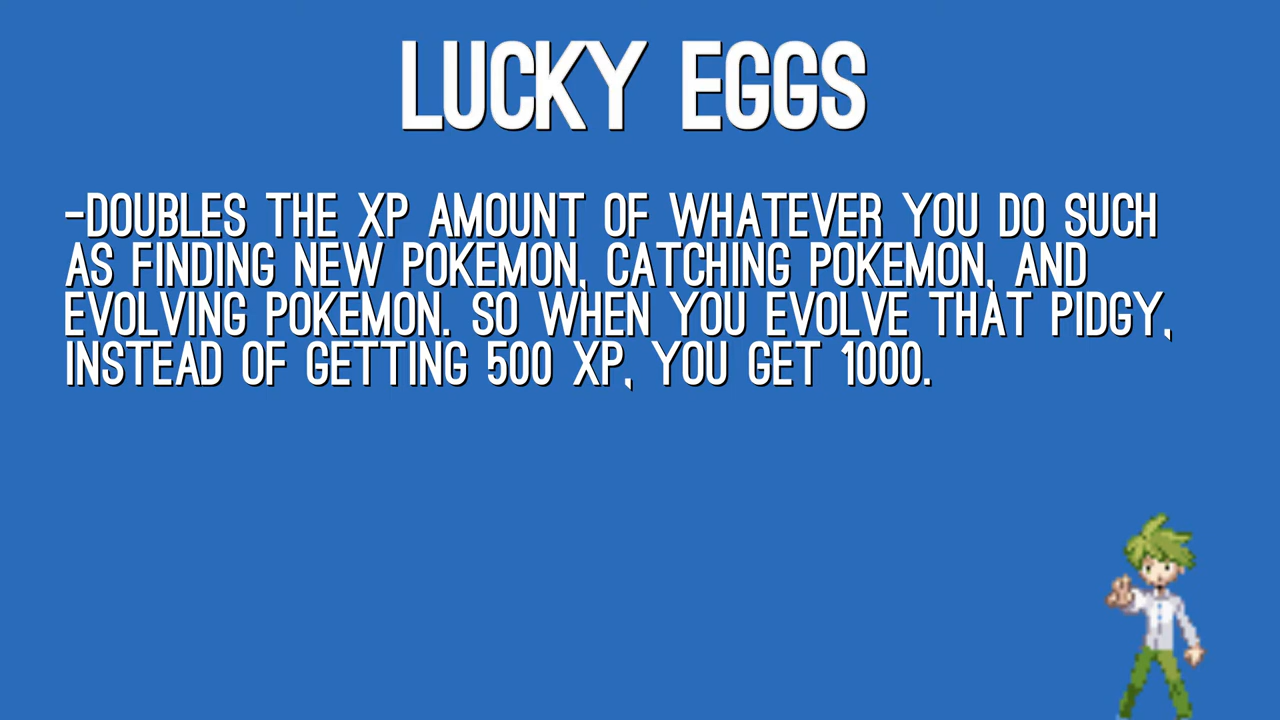 LUCKY EGGS
-DOUBLES THE XP AMOUNT OF WHATEVER YOU DO SUCH
AS FINDING NEW POKEMON, CATCHING POKEMON, AND
EVOLVING POKEMON. SO WHEN YOU EVOLVE THAT PIDGY,
INSTEAD OF GETTING 500 XP, YOU GET 1000.